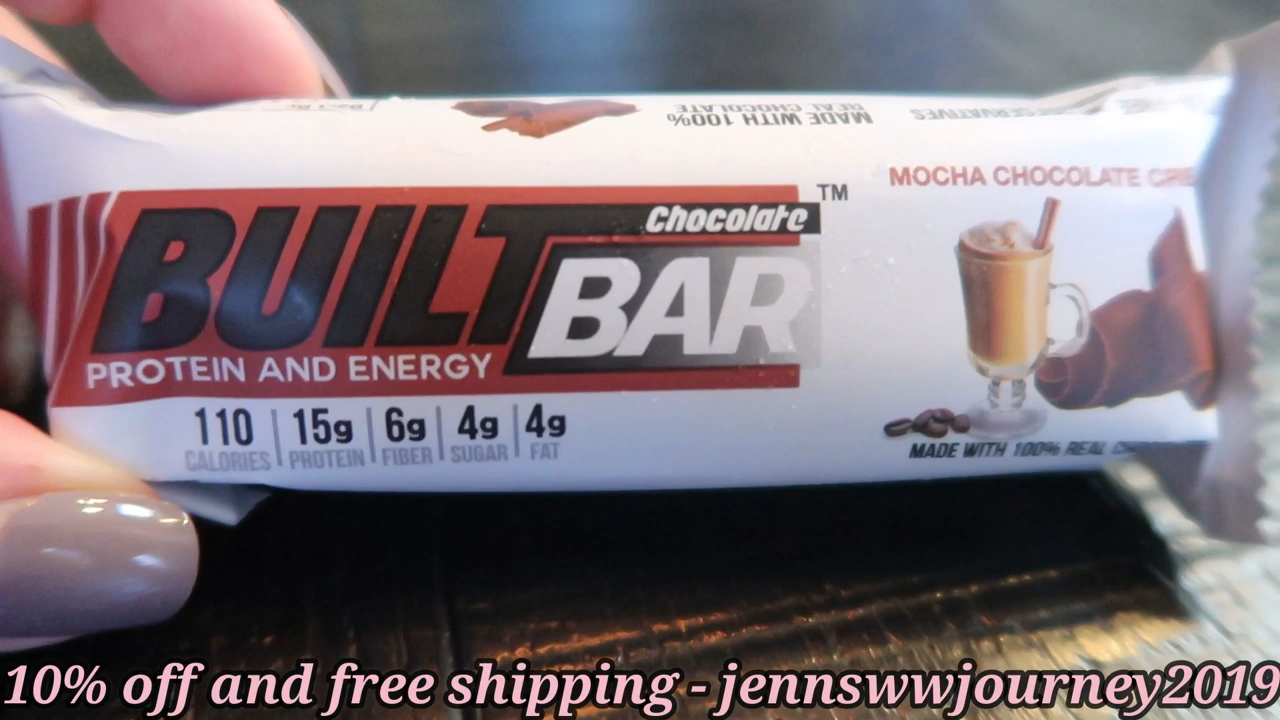 MADE WITH 100%
REAL CHOCOLATE
MOCHA CHOCOLATE
Chocolate ™
BUILT BAR
PROTEIN AND ENERGY
110 15g 6g 4g 4g
CALORIES PROTEIN FIBER SUGAR FAT
MADE WITH 100% REAL
10% off and free shipping - jennswwjourney2019